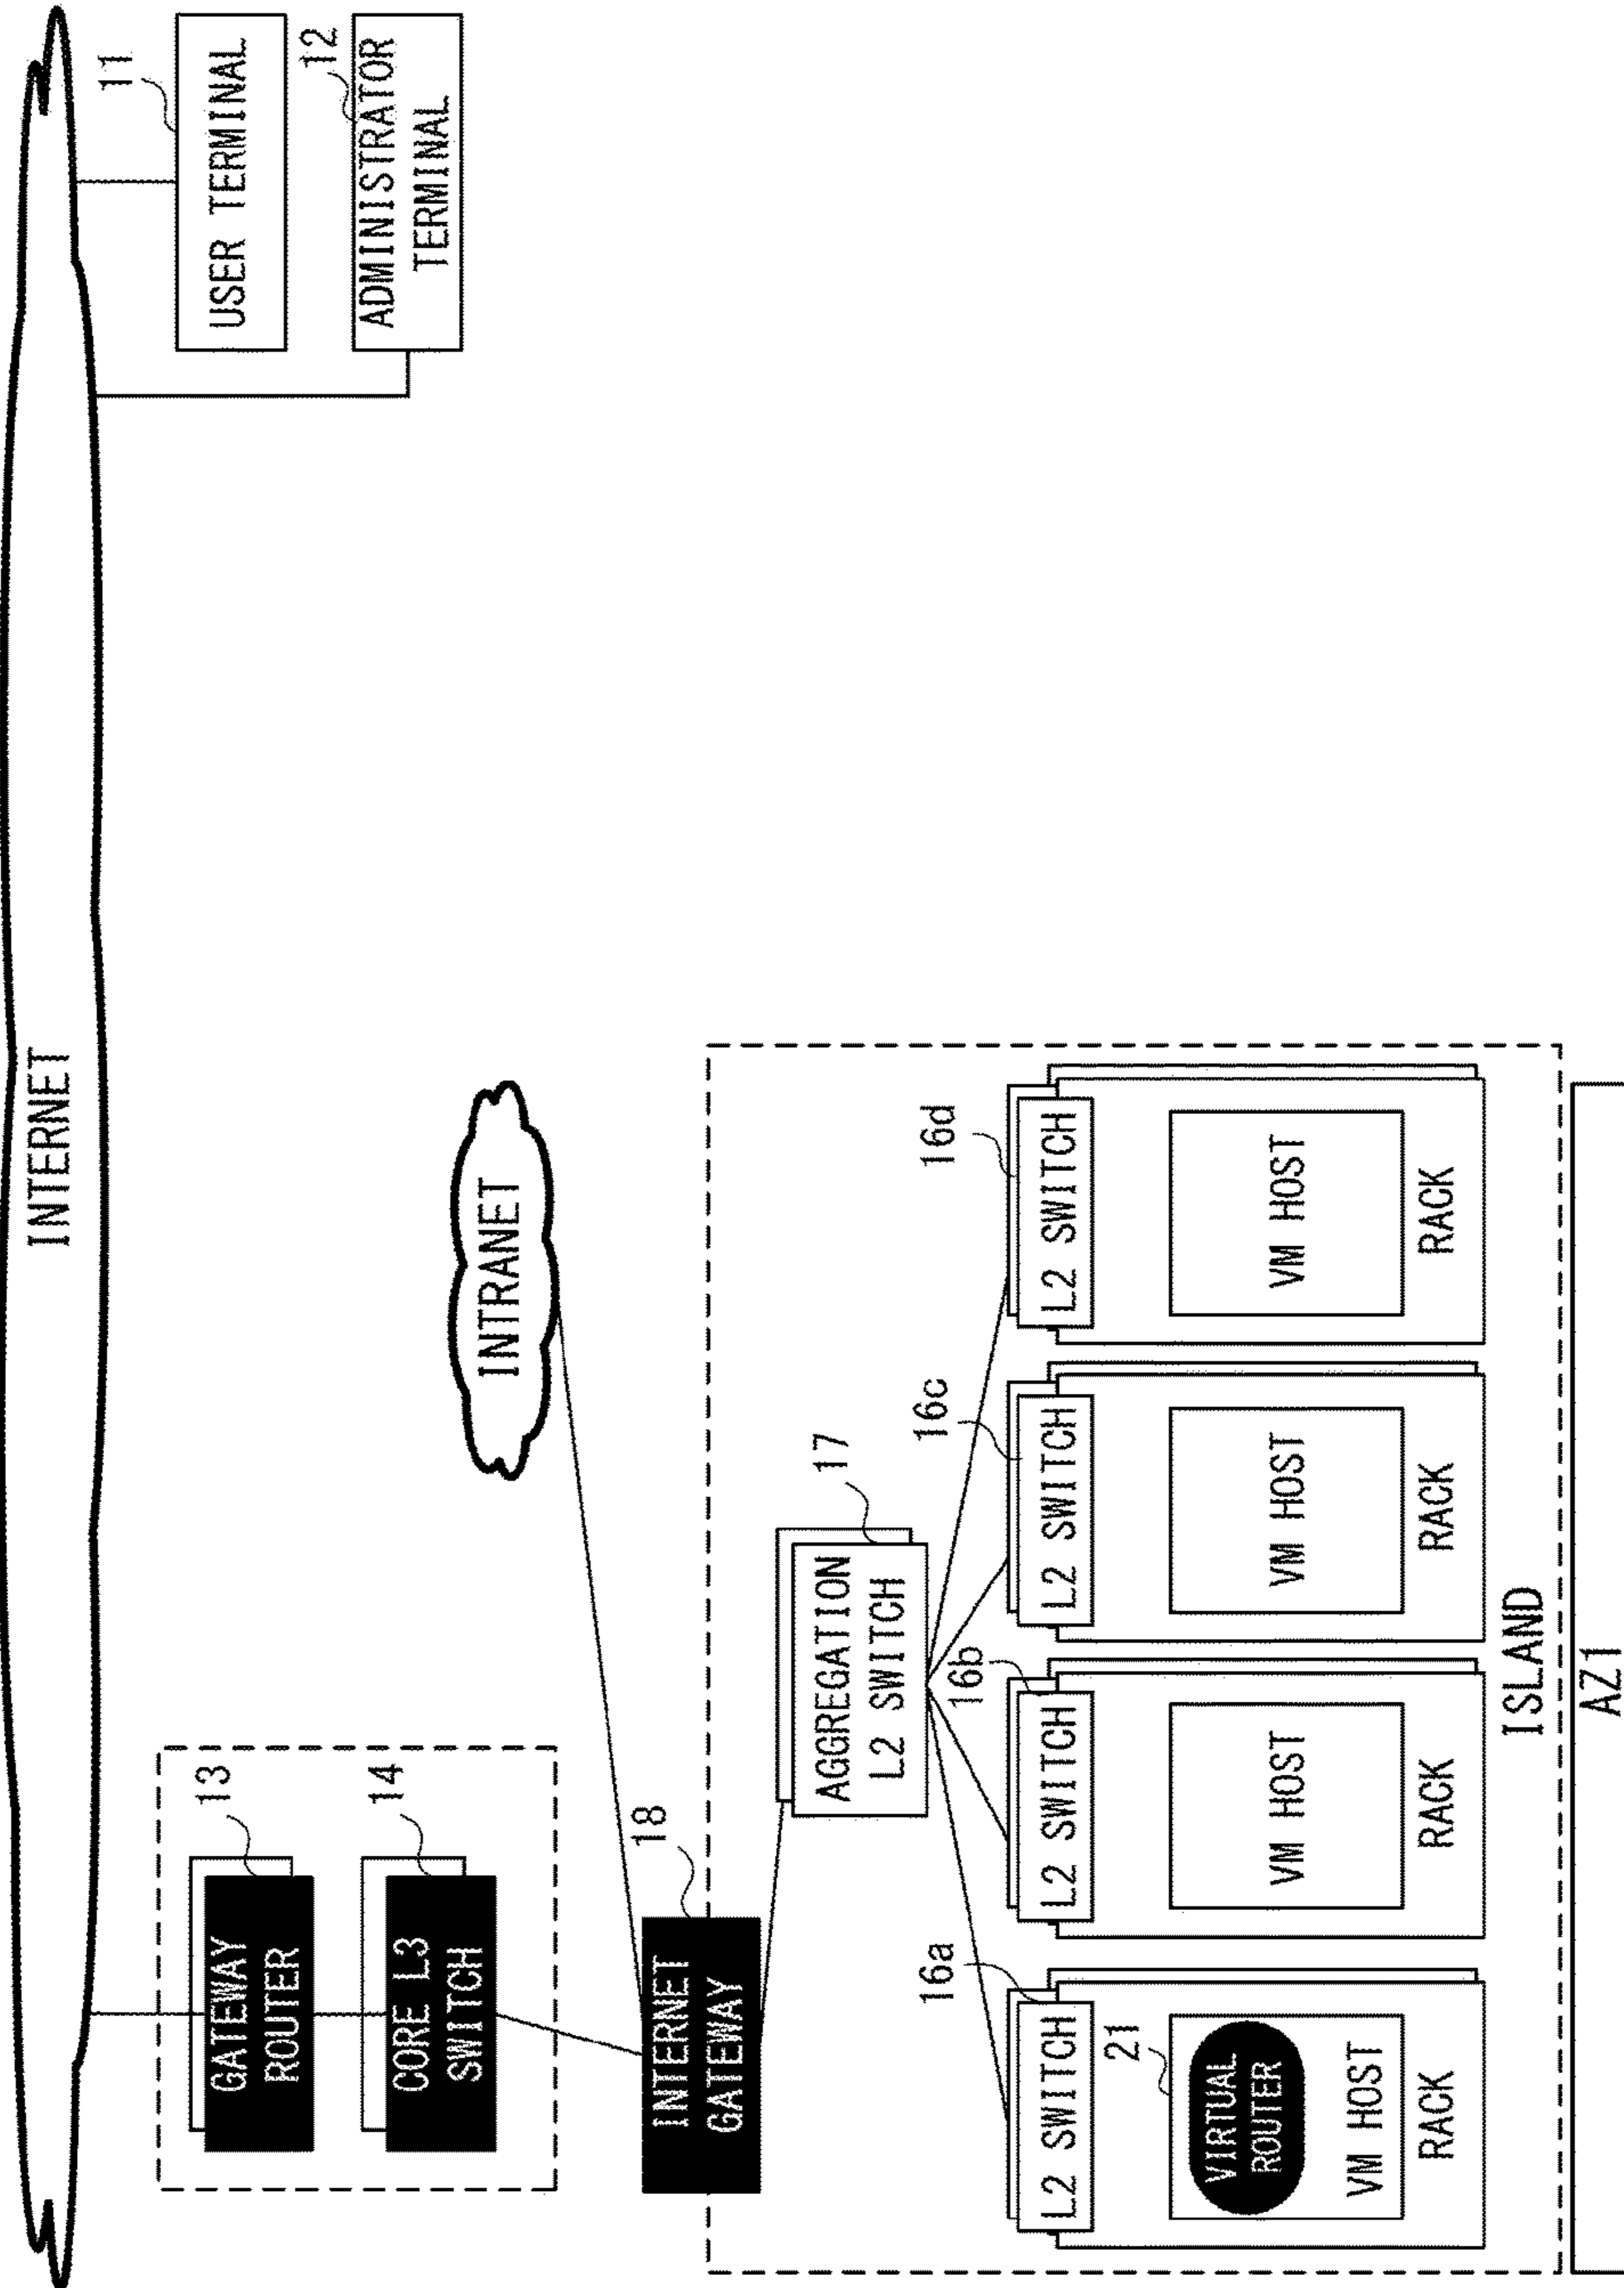 INTERNET
11
USER TERMINAL
12
ADMINISTRATOR
TERMINAL
13
GATEWAY
ROUTER
14
CORE L3
SWITCH
INTRANET
18
INTERNET
GATEWAY
17
AGGREGATION
L2 SWITCH
16a
L2 SWITCH
21
VIRTUAL
ROUTER
VM HOST
RACK
16b
L2 SWITCH
VM HOST
RACK
16c
L2 SWITCH
VM HOST
RACK
16d
L2 SWITCH
VM HOST
RACK
ISLAND
AZ1